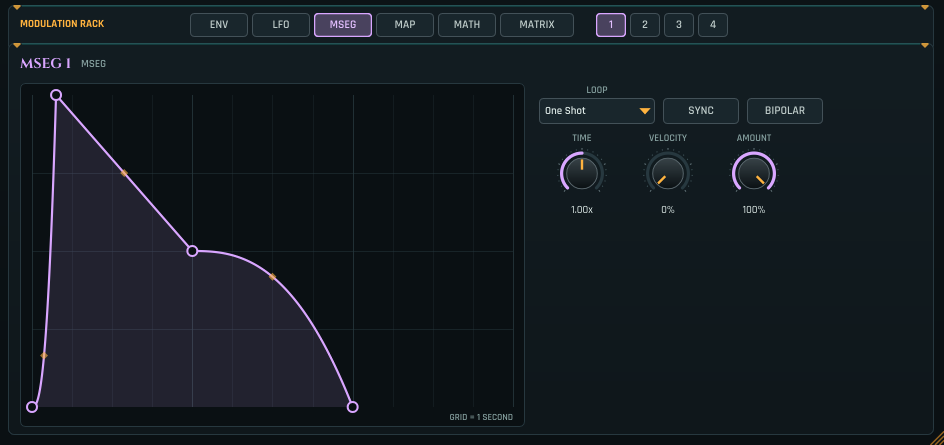 MODULATION RACK
ENV LFO MSEG MAP MATH MATRIX 1 2 3 4
MSEG 1 MSEG
LOOP
One Shot SYNC BIPOLAR
TIME VELOCITY AMOUNT
1.00x 0% 100%
GRID = 1 SECOND